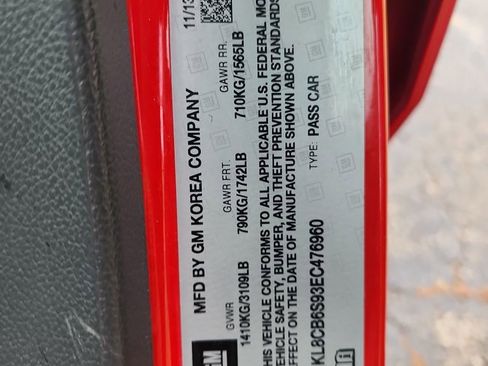 11/13
MFD BY GM KOREA COMPANY
GVWR GAWR FRT. GAWR RR.
1410KG/3109LB 790KG/1742LB 710KG/1565LB
THIS VEHICLE CONFORMS TO ALL APPLICABLE U.S. FEDERAL MO
VEHICLE SAFETY, BUMPER, AND THEFT PREVENTION STANDARDS
EFFECT ON THE DATE OF MANUFACTURE SHOWN ABOVE.
TYPE: PASS CAR
KL8CB6S93EC476960
GM